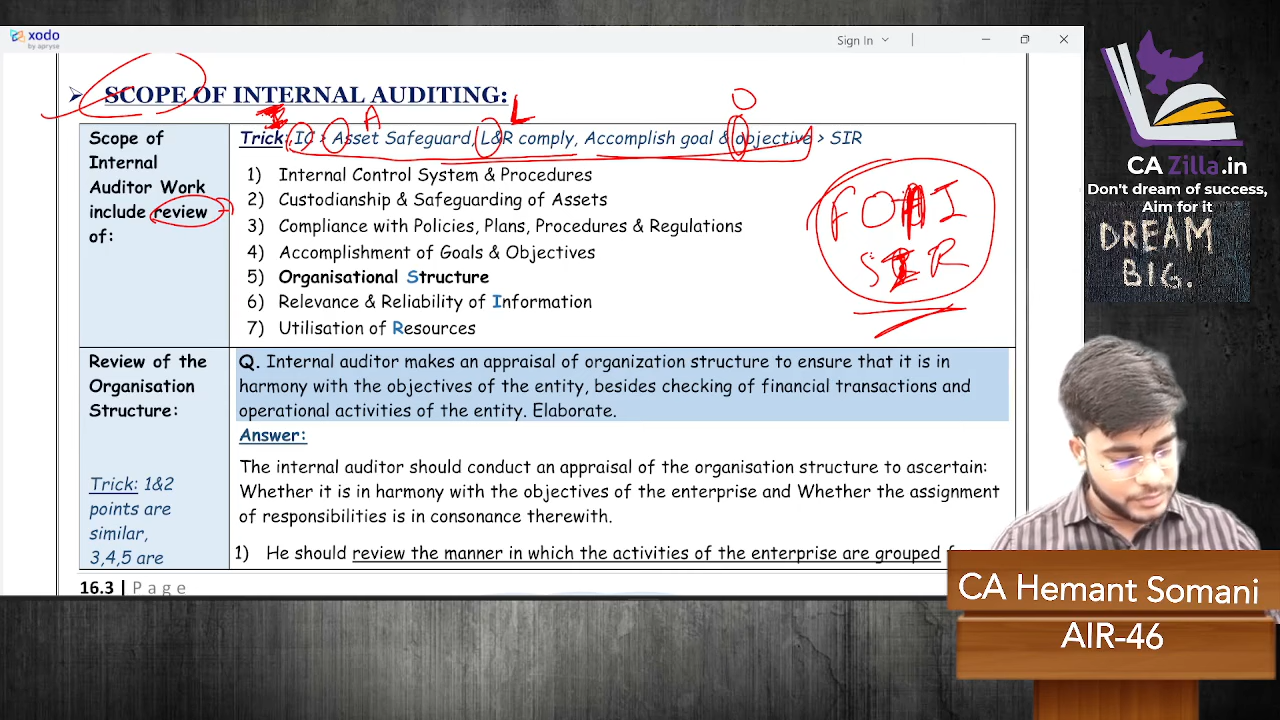 xodo
by apryse
Sign In
SCOPE OF INTERNAL AUDITING:
Scope of
Internal
Auditor Work
include review
of:
I A L O
Trick: IC > Asset Safeguard, L&R comply, Accomplish goal & objective > SIR
1) Internal Control System & Procedures
2) Custodianship & Safeguarding of Assets
3) Compliance with Policies, Plans, Procedures & Regulations
4) Accomplishment of Goals & Objectives
5) Organisational Structure
6) Relevance & Reliability of Information
7) Utilisation of Resources
SIR
Review of the
Organisation
Structure:
Trick: 1&2
points are
similar,
3,4,5 are
Q. Internal auditor makes an appraisal of organization structure to ensure that it is in
harmony with the objectives of the entity, besides checking of financial transactions and
operational activities of the entity. Elaborate.
Answer:
The internal auditor should conduct an appraisal of the organisation structure to ascertain:
Whether it is in harmony with the objectives of the enterprise and Whether the assignment
of responsibilities is in consonance therewith.
1) He should review the manner in which the activities of the enterprise are grouped
16.3 | Page
CA Zilla.in
Don't dream of success,
Aim for it
DREAM
BIG.
CA Hemant Somani
AIR-46